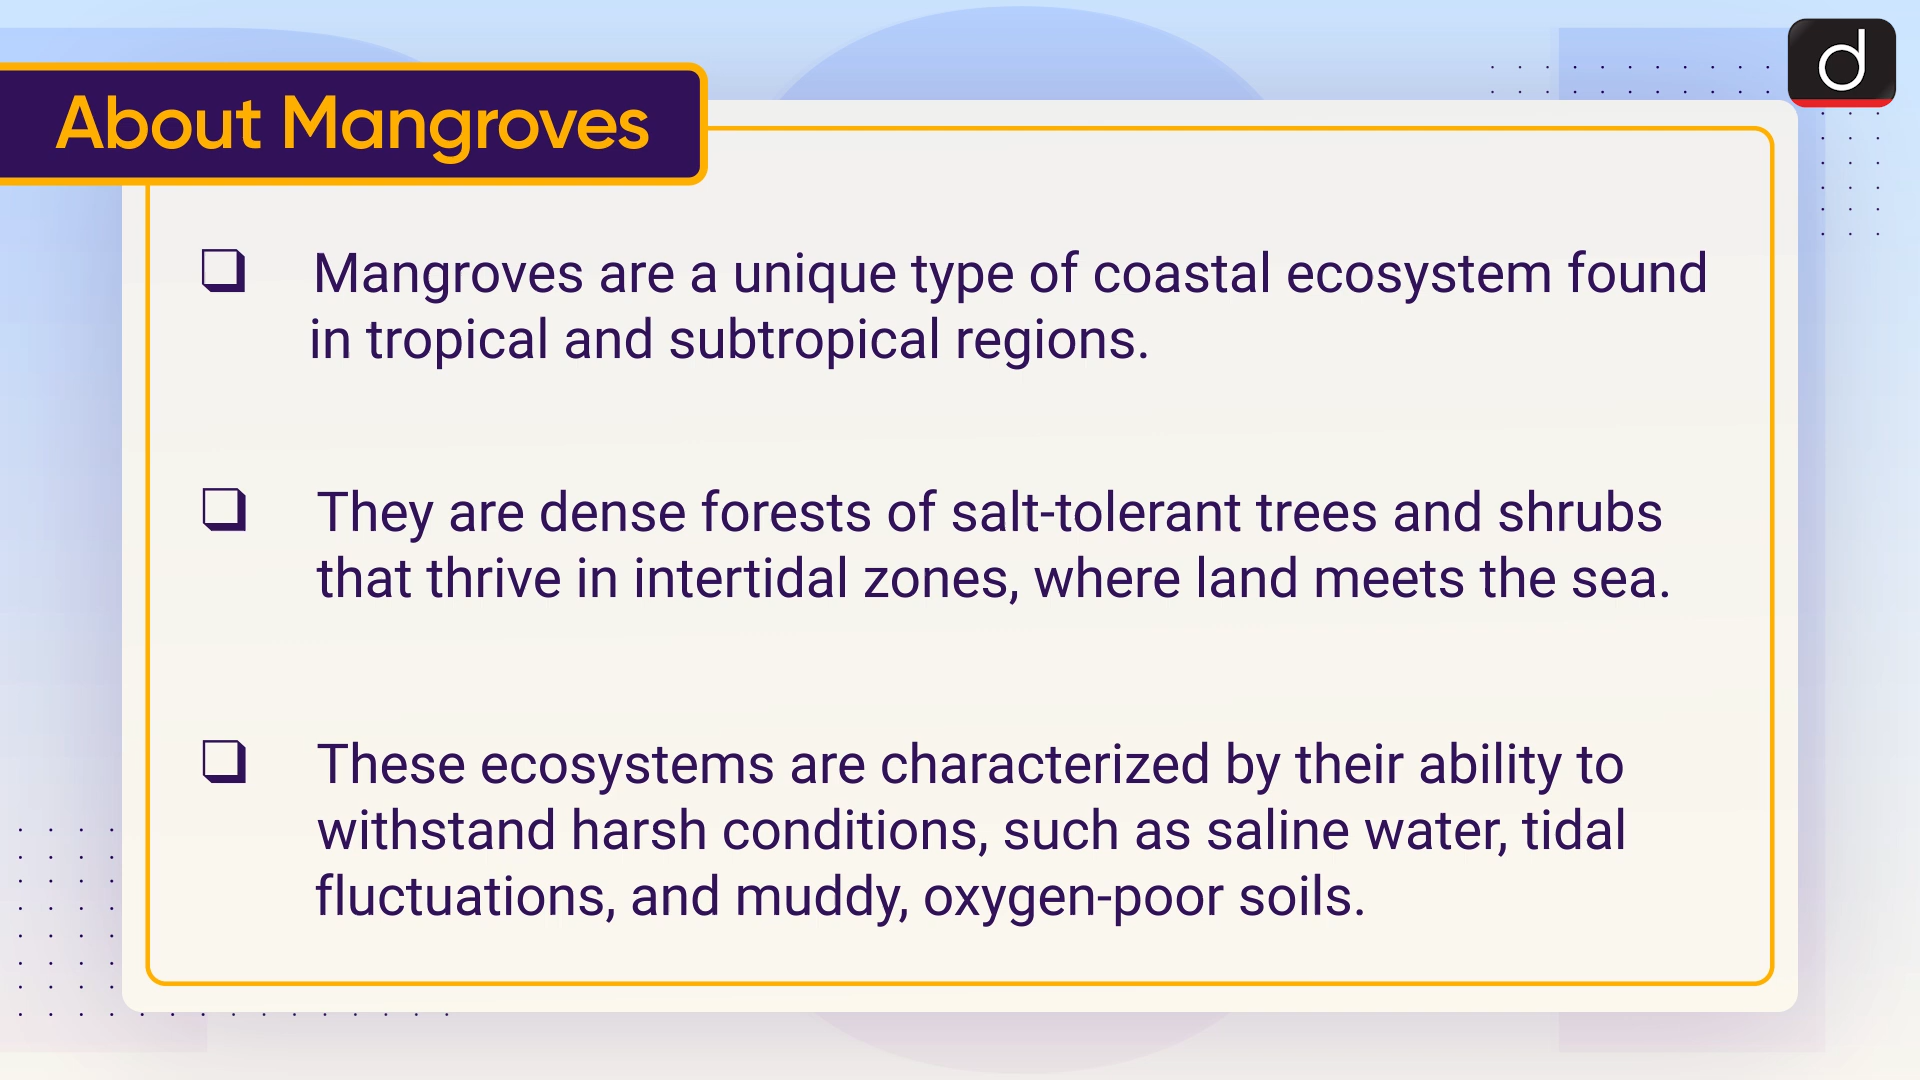 d
About Mangroves
❑ Mangroves are a unique type of coastal ecosystem found
in tropical and subtropical regions.
❑ They are dense forests of salt-tolerant trees and shrubs
that thrive in intertidal zones, where land meets the sea.
❑ These ecosystems are characterized by their ability to
withstand harsh conditions, such as saline water, tidal
fluctuations, and muddy, oxygen-poor soils.